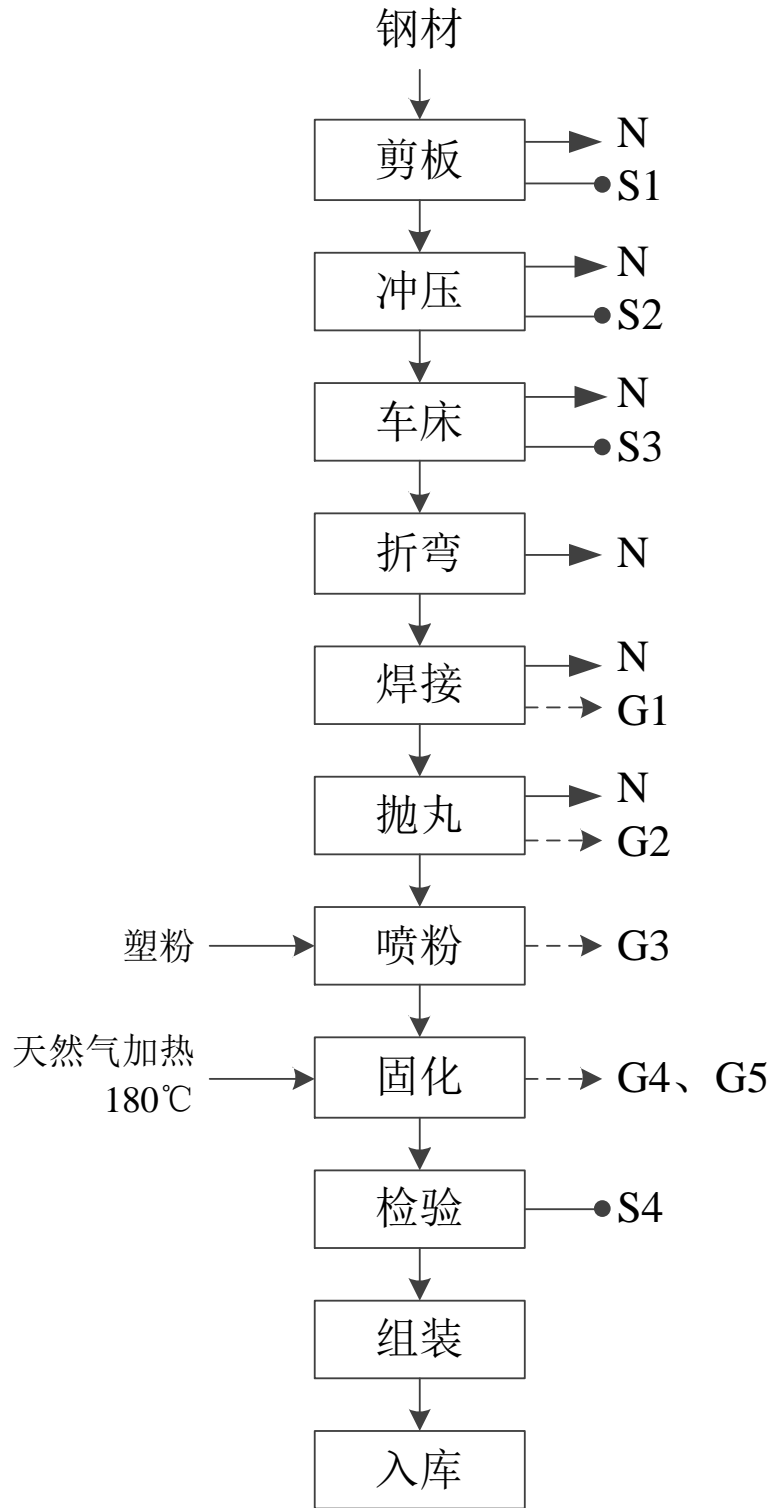 钢材
剪板
N
S1
冲压
N
S2
车床
N
S3
折弯
N
焊接
N
G1
抛丸
N
G2
塑粉
喷粉
G3
天然气加热
180℃
固化
G4、G5
检验
S4
组装
入库